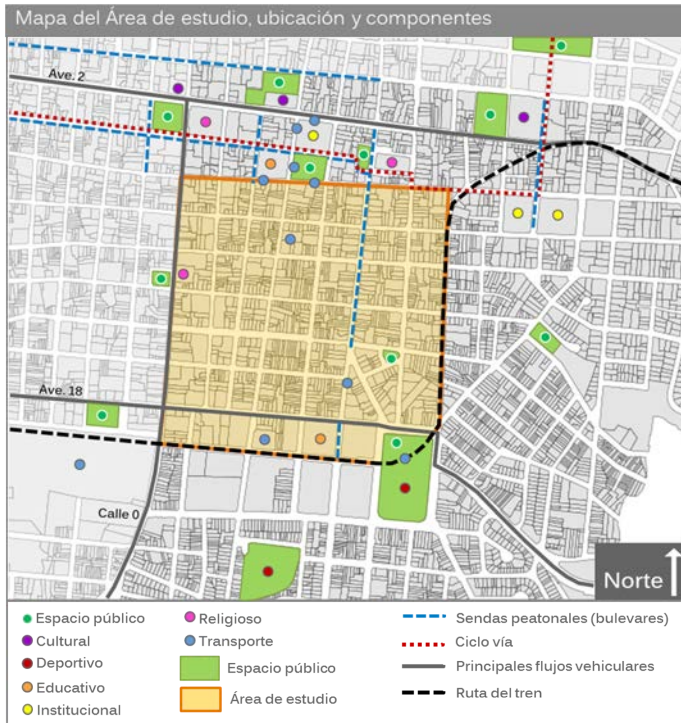 Mapa del Área de estudio, ubicación y componentes
Ave. 2
Ave. 18
Calle 0
Norte
Espacio público
Cultural
Deportivo
Educativo
Institucional
Religioso
Transporte
Espacio público
Área de estudio
Sendas peatonales (bulevares)
Ciclo vía
Principales flujos vehiculares
Ruta del tren